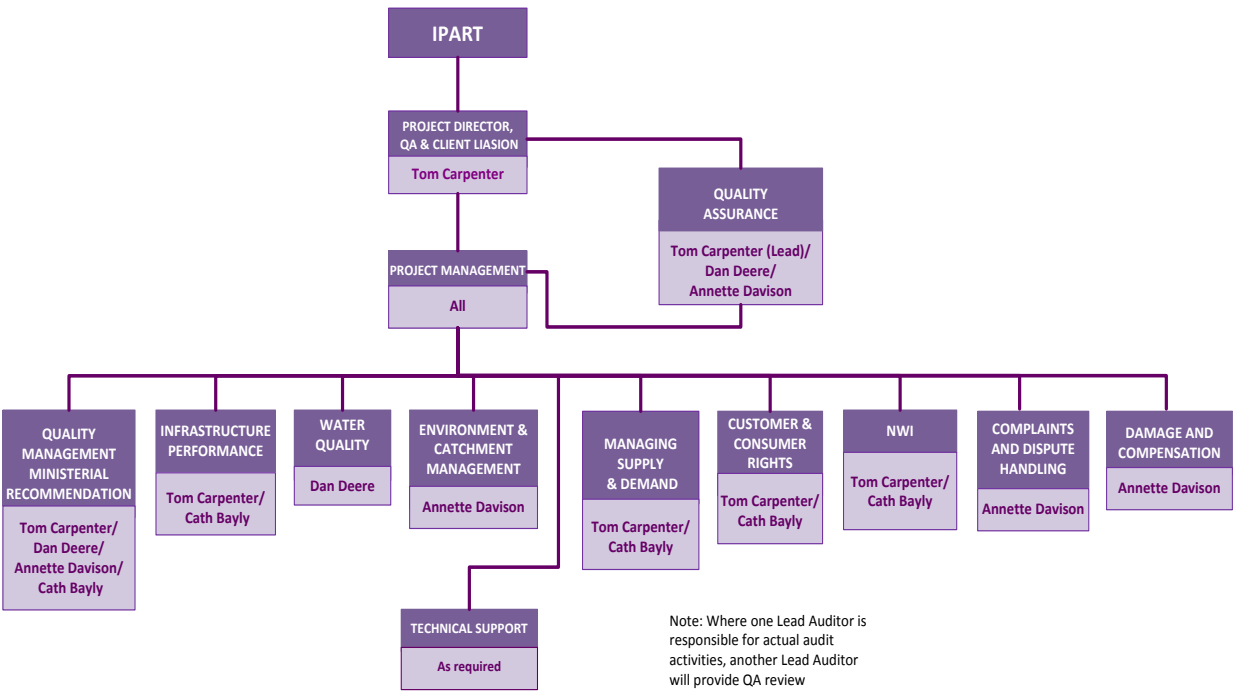 IPART
PROJECT DIRECTOR,
QA & CLIENT LIASION
Tom Carpenter
QUALITY
ASSURANCE
Tom Carpenter (Lead)/
Dan Deere/
Annette Davison
PROJECT MANAGEMENT
All
QUALITY
MANAGEMENT
MINISTERIAL
RECOMMENDATION
Tom Carpenter/
Dan Deere/
Annette Davison/
Cath Bayly
INFRASTRUCTURE
PERFORMANCE
Tom Carpenter/
Cath Bayly
WATER
QUALITY
Dan Deere
ENVIRONMENT &
CATCHMENT
MANAGEMENT
Annette Davison
MANAGING
SUPPLY
& DEMAND
Tom Carpenter/
Cath Bayly
CUSTOMER &
CONSUMER
RIGHTS
Tom Carpenter/
Cath Bayly
NWI
Tom Carpenter/
Cath Bayly
COMPLAINTS
AND DISPUTE
HANDLING
Annette Davison
DAMAGE AND
COMPENSATION
Annette Davison
TECHNICAL SUPPORT
As required
Note: Where one Lead Auditor is
responsible for actual audit
activities, another Lead Auditor
will provide QA review